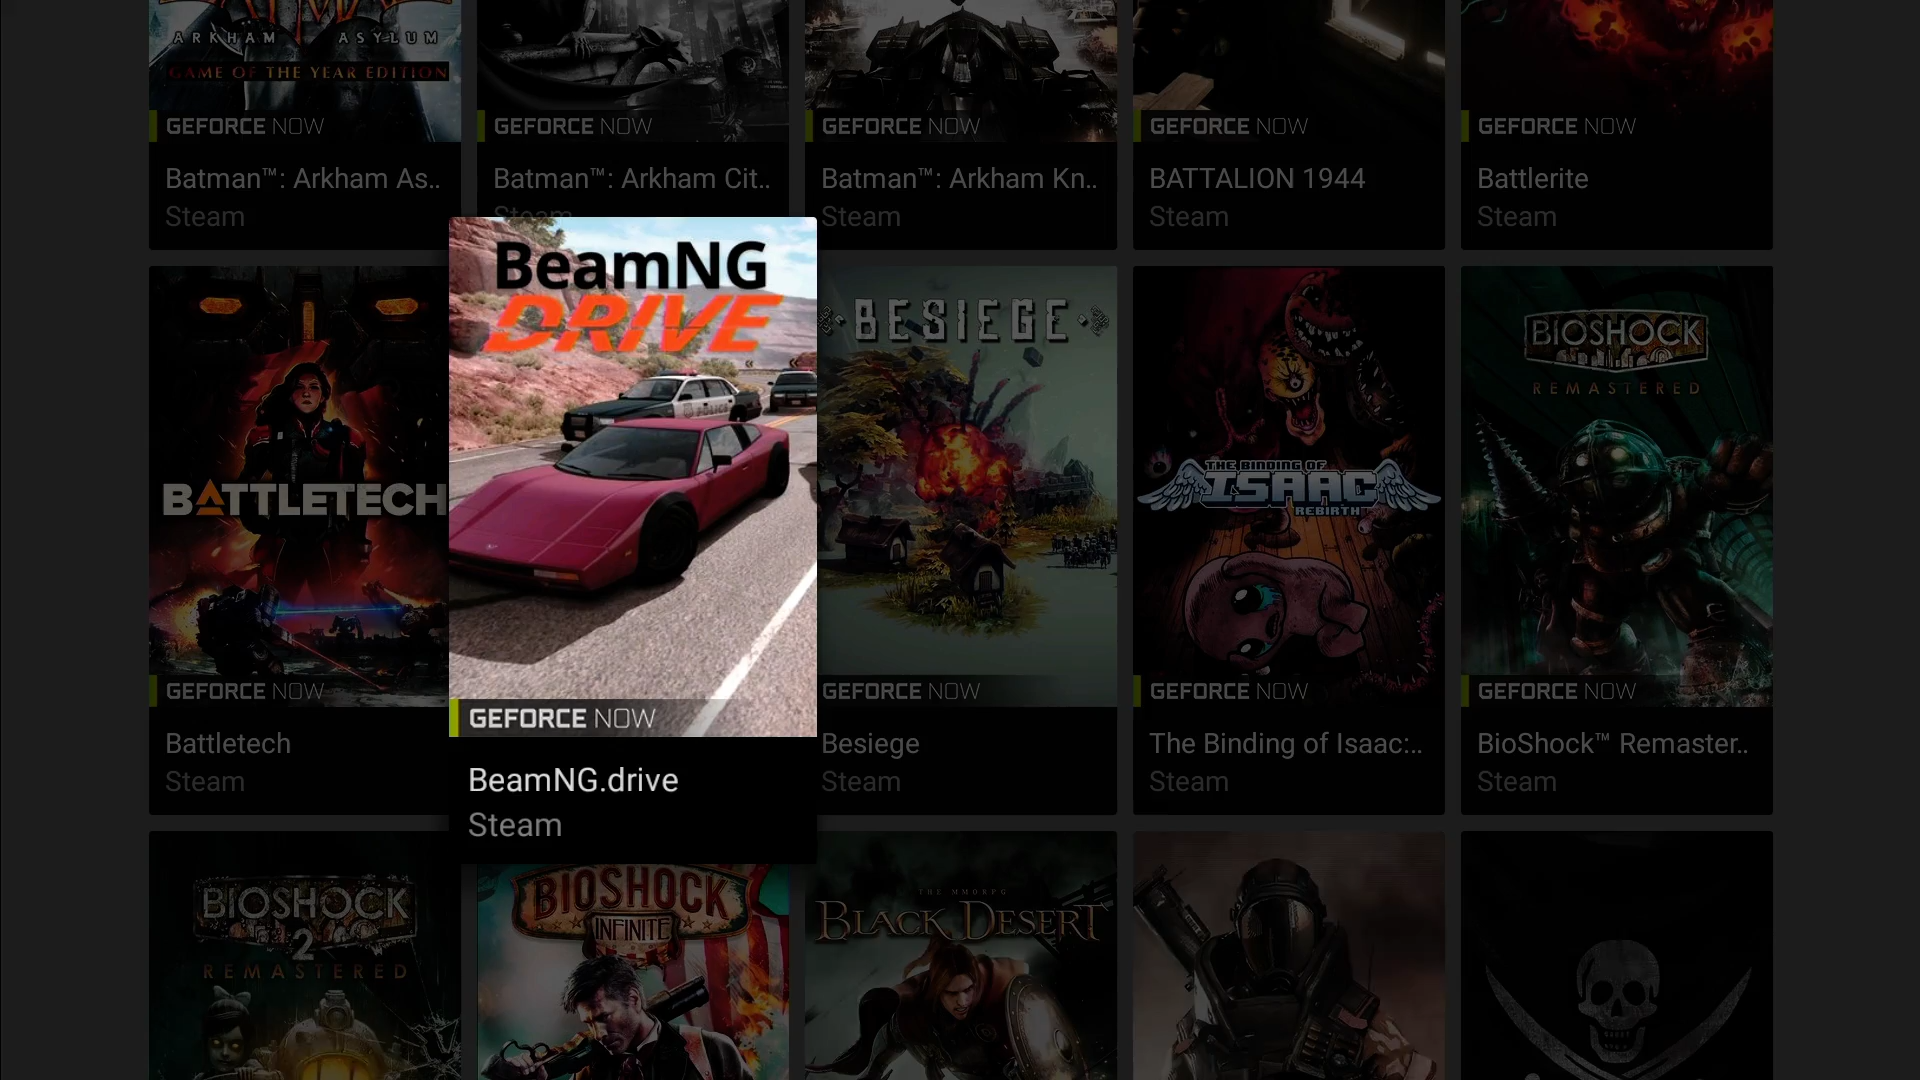 ARKHAM ASYLUM
GAME OF THE YEAR EDITION
GEFORCE NOW
Batman™: Arkham As..
Steam
GEFORCE NOW
Batman™: Arkham Cit..
Steam
GEFORCE NOW
Batman™: Arkham Kn..
Steam
GEFORCE NOW
BATTALION 1944
Steam
GEFORCE NOW
Battlerite
Steam
BATTLETECH
GEFORCE NOW
Battletech
Steam
BeamNG
DRIVE
POLICE
GEFORCE NOW
BeamNG.drive
Steam
BESIEGE
GEFORCE NOW
Besiege
Steam
THE BINDING OF
ISAAC
REBIRTH
GEFORCE NOW
The Binding of Isaac:..
Steam
BIOSHOCK
REMASTERED
GEFORCE NOW
BioShock™ Remaster..
Steam
BIOSHOCK
2
REMASTERED
BIOSHOCK
INFINITE
THE MMORPG
BLACK DESERT